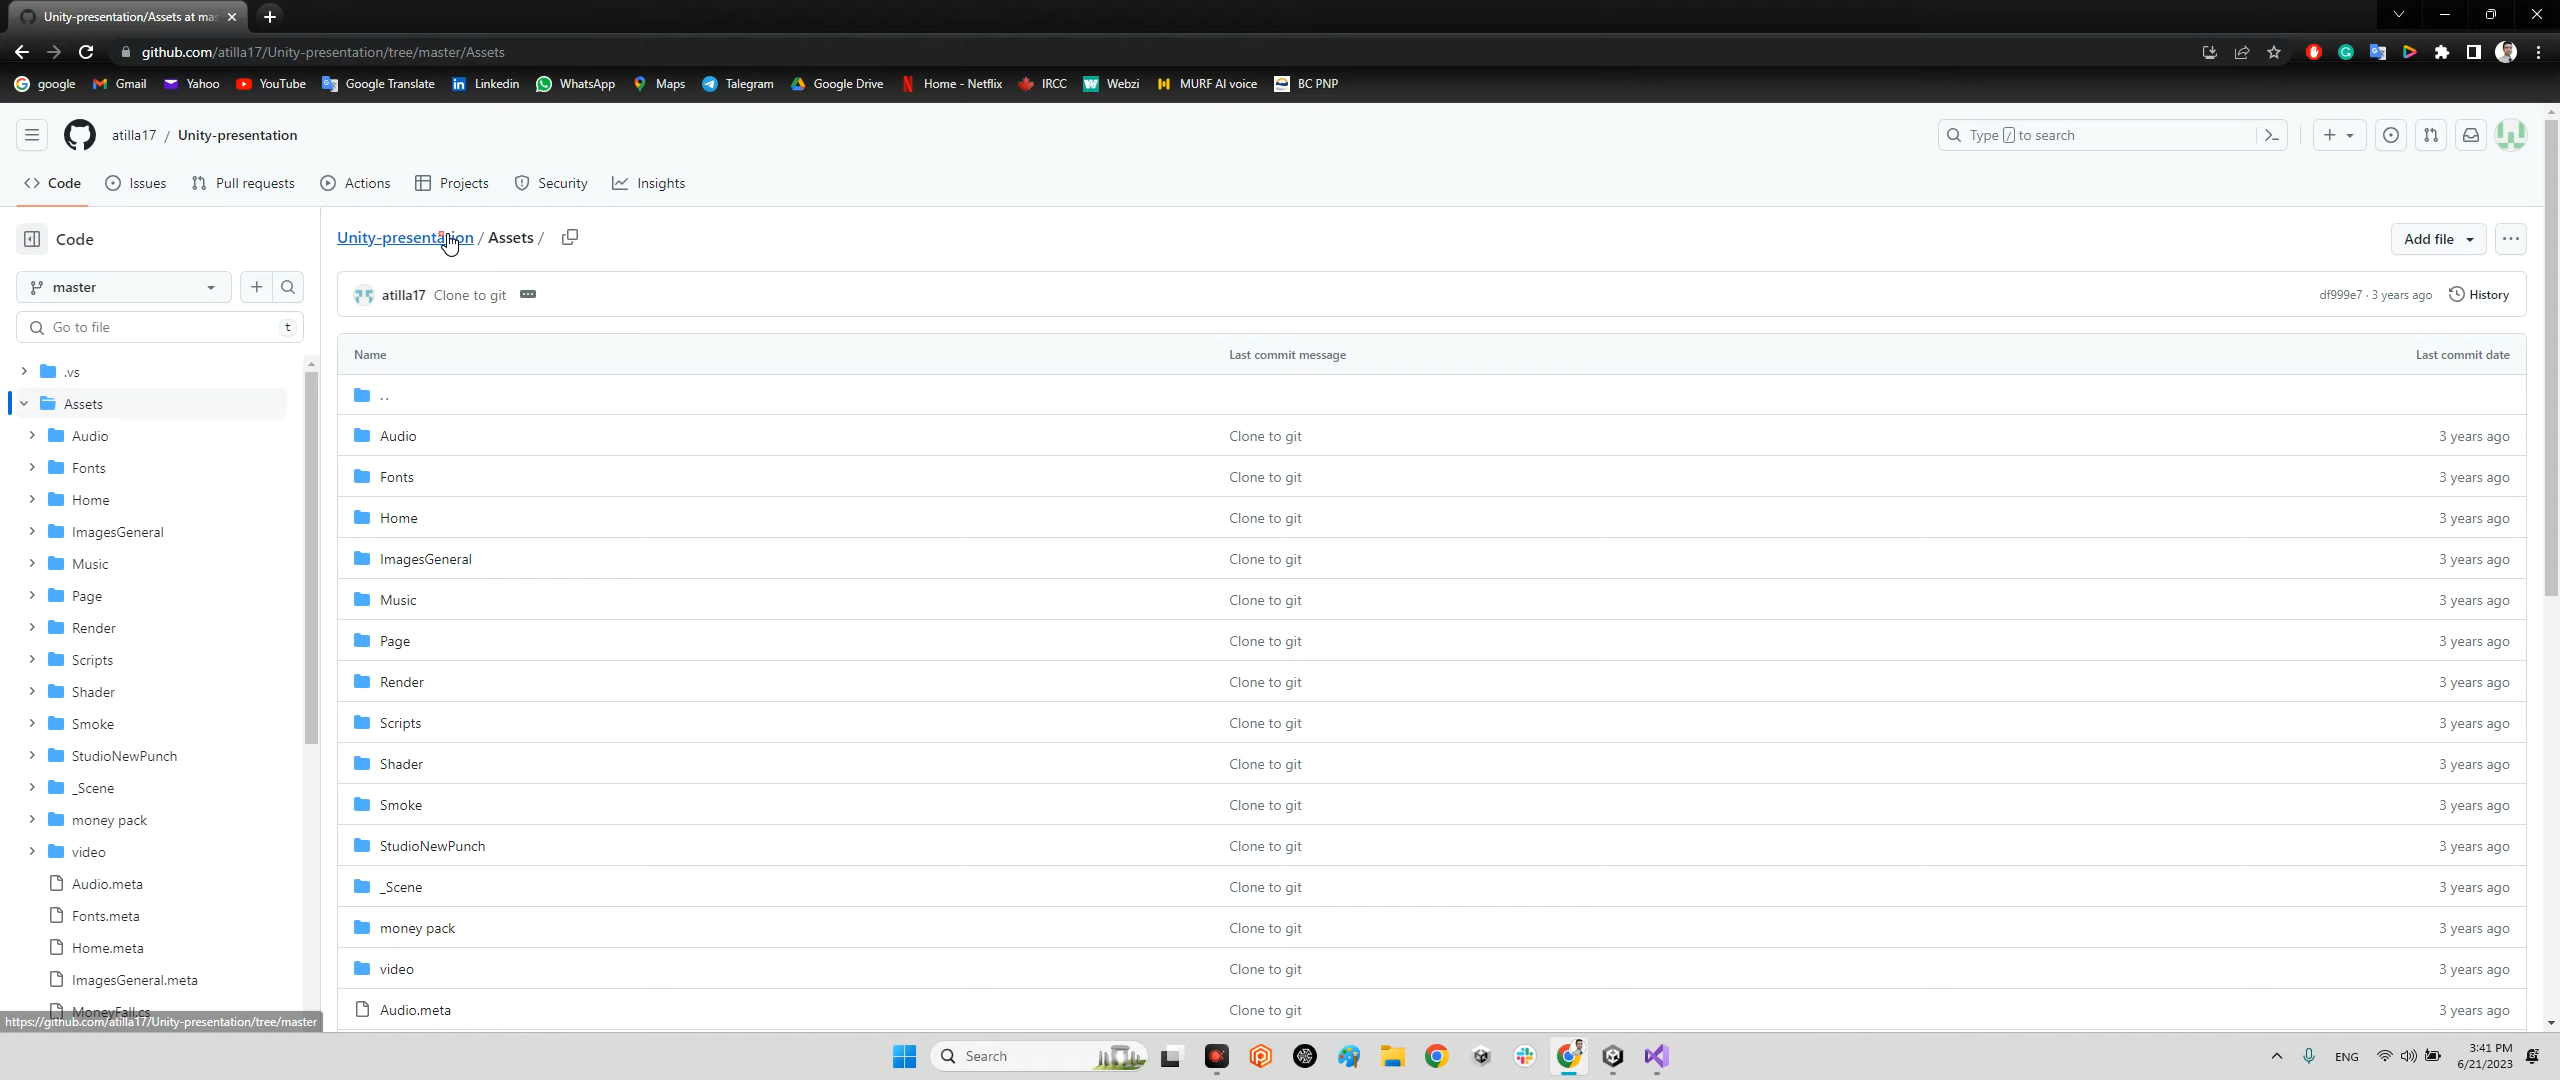 Unity-presentation/Assets at mas
github.com/atilla17/Unity-presentation/tree/master/Assets
google Gmail Yahoo YouTube Google Translate Linkedin WhatsApp Maps Talegram Google Drive Home - Netflix IRCC Webzi MURF AI voice BC PNP
atilla17 / Unity-presentation
Type / to search
Code Issues Pull requests Actions Projects Security Insights
Code
master
Go to file t
.vs
Assets
Audio
Fonts
Home
ImagesGeneral
Music
Page
Render
Scripts
Shader
Smoke
StudioNewPunch
_Scene
money pack
video
Audio.meta
Fonts.meta
Home.meta
ImagesGeneral.meta
MoneyFall.cs
https://github.com/atilla17/Unity-presentation/tree/master
Unity-presentation / Assets /
Add file
atilla17 Clone to git
df999e7 · 3 years ago History
Name Last commit message Last commit date
..
Audio Clone to git 3 years ago
Fonts Clone to git 3 years ago
Home Clone to git 3 years ago
ImagesGeneral Clone to git 3 years ago
Music Clone to git 3 years ago
Page Clone to git 3 years ago
Render Clone to git 3 years ago
Scripts Clone to git 3 years ago
Shader Clone to git 3 years ago
Smoke Clone to git 3 years ago
StudioNewPunch Clone to git 3 years ago
_Scene Clone to git 3 years ago
money pack Clone to git 3 years ago
video Clone to git 3 years ago
Audio.meta Clone to git 3 years ago
Search
ENG
3:41 PM
6/21/2023